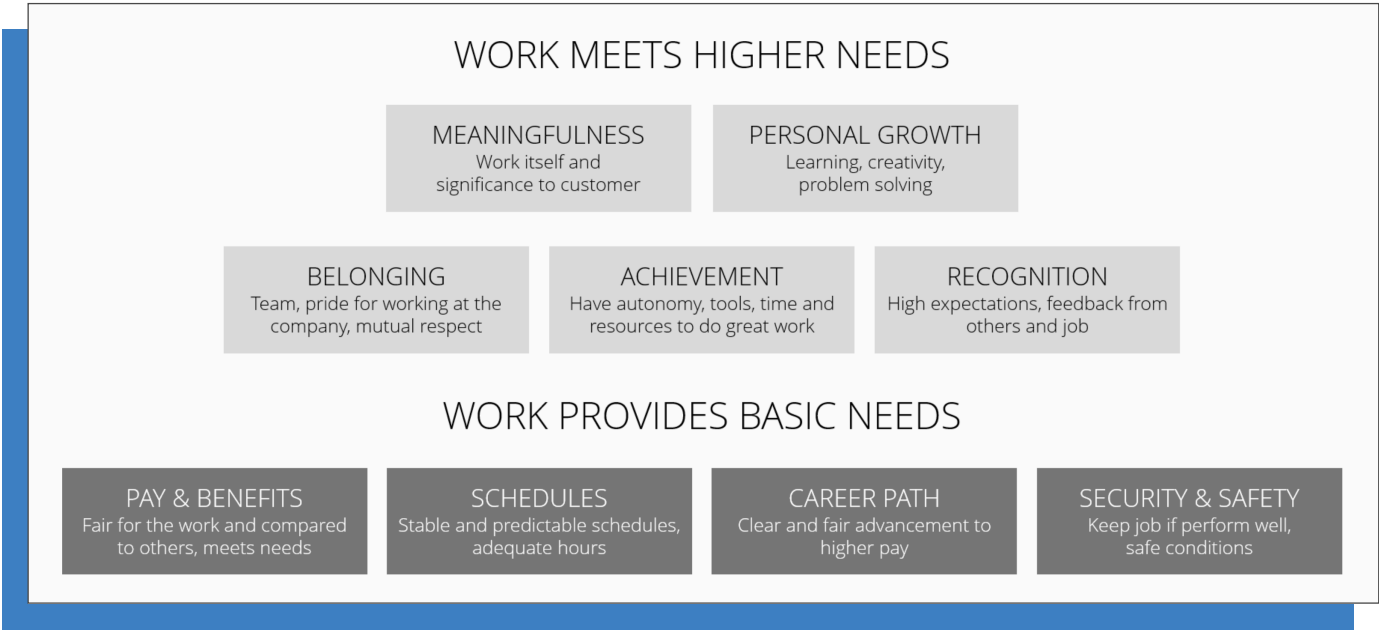 WORK MEETS HIGHER NEEDS
MEANINGFULNESS
Work itself and
significance to customer
PERSONAL GROWTH
Learning, creativity,
problem solving
BELONGING
Team, pride for working at the
company, mutual respect
ACHIEVEMENT
Have autonomy, tools, time and
resources to do great work
RECOGNITION
High expectations, feedback from
others and job
WORK PROVIDES BASIC NEEDS
PAY & BENEFITS
Fair for the work and compared
to others, meets needs
SCHEDULES
Stable and predictable schedules,
adequate hours
CAREER PATH
Clear and fair advancement to
higher pay
SECURITY & SAFETY
Keep job if perform well,
safe conditions